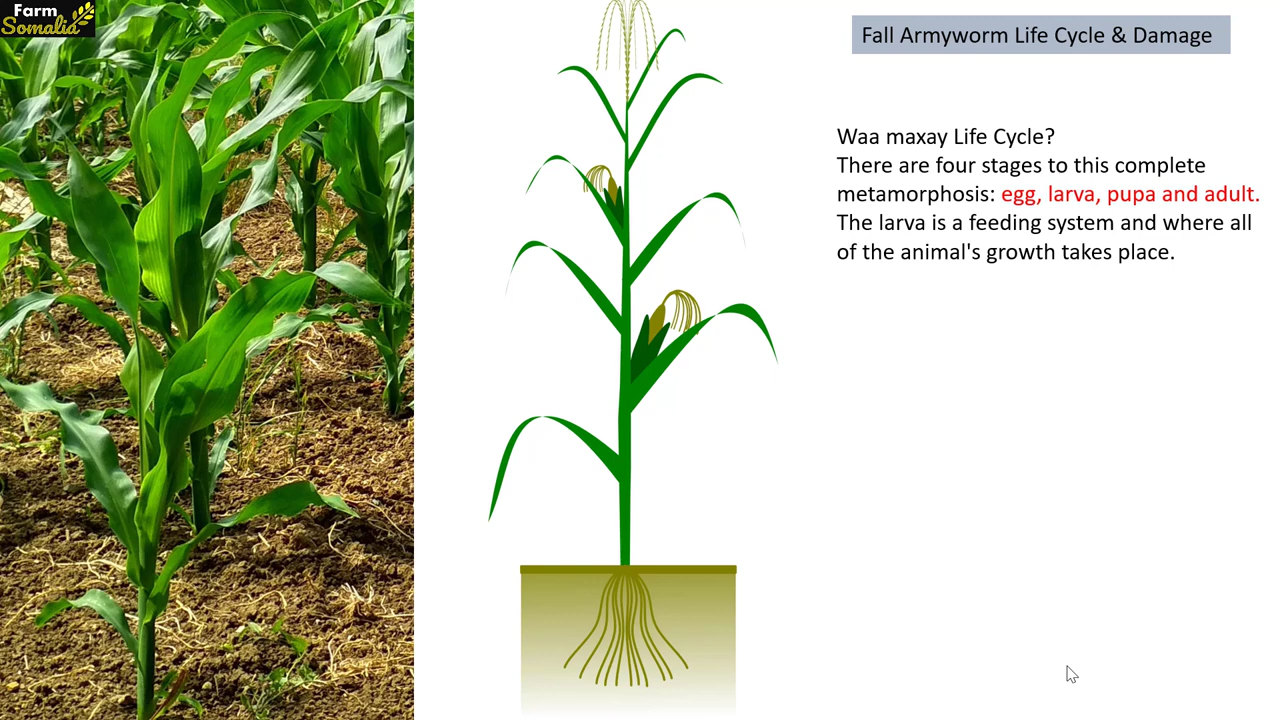 Farm
Somalia
Fall Armyworm Life Cycle & Damage
Waa maxay Life Cycle?
There are four stages to this complete
metamorphosis: egg, larva, pupa and adult.
The larva is a feeding system and where all
of the animal's growth takes place.